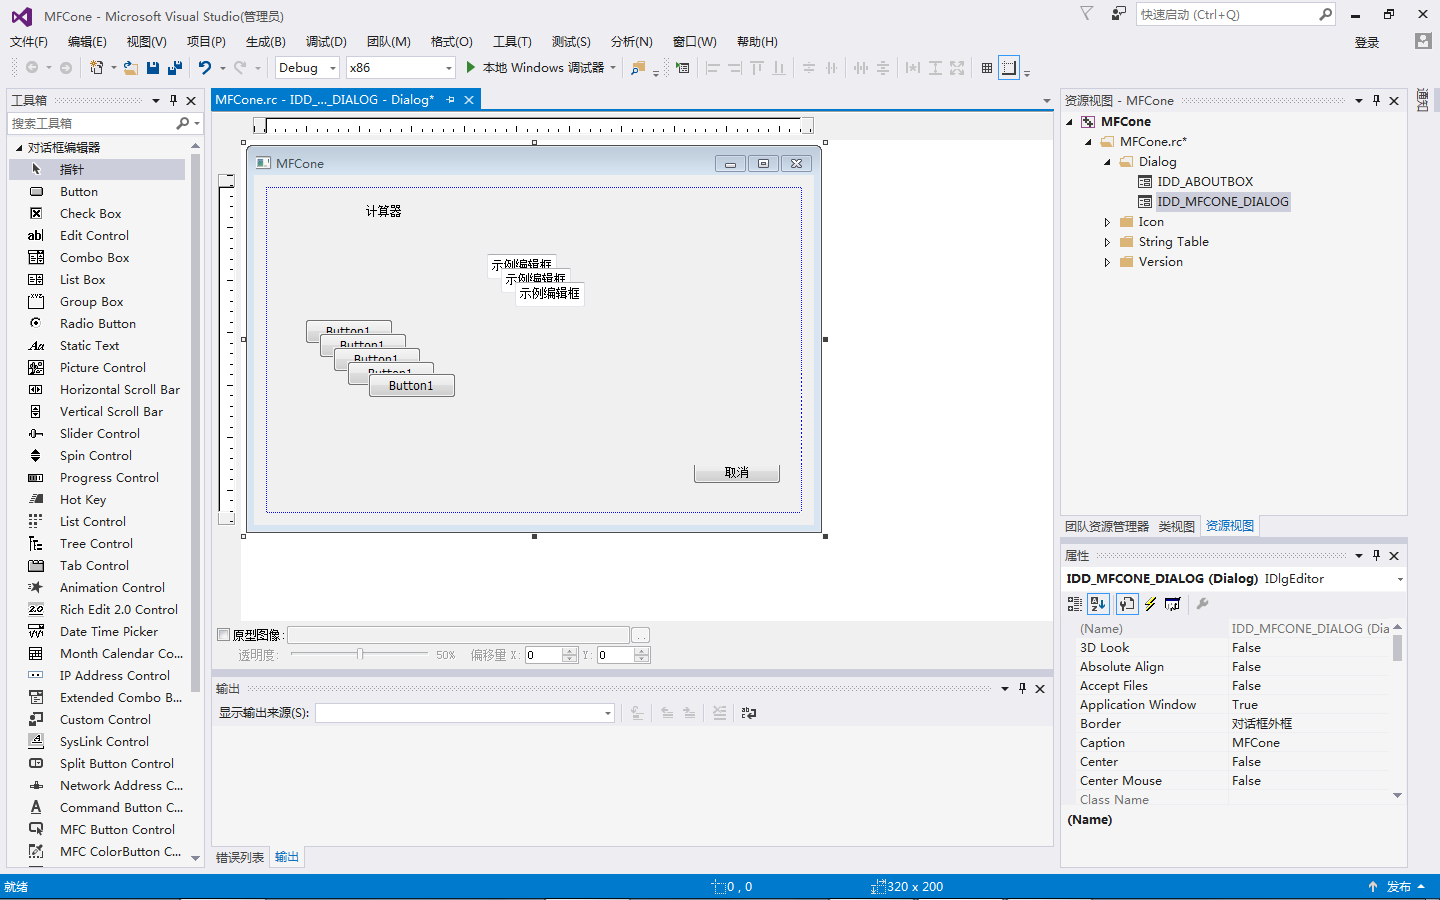 MFCone - Microsoft Visual Studio(管理员)
快速启动 (Ctrl+Q)
文件(F) 编辑(E) 视图(V) 项目(P) 生成(B) 调试(D) 团队(M) 格式(O) 工具(T) 测试(S) 分析(N) 窗口(W) 帮助(H)
登录
Debug x86 本地 Windows 调试器
工具箱
搜索工具箱
对话框编辑器
指针
Button
Check Box
Edit Control
Combo Box
List Box
Group Box
Radio Button
Static Text
Picture Control
Horizontal Scroll Bar
Vertical Scroll Bar
Slider Control
Spin Control
Progress Control
Hot Key
List Control
Tree Control
Tab Control
Animation Control
Rich Edit 2.0 Control
Date Time Picker
Month Calendar Co...
IP Address Control
Extended Combo B...
Custom Control
SysLink Control
Split Button Control
Network Address C...
Command Button C...
MFC Button Control
MFC ColorButton C...
MFCone.rc - IDD_..._DIALOG - Dialog*
MFCone
计算器
示例编辑框
示例编辑框
示例编辑框
Button1
Button1
Button1
Button1
Button1
取消
原型图像:
...
透明度: 50% 偏移量 X: 0 Y: 0
输出
显示输出来源(S):
错误列表 输出
资源视图 - MFCone
MFCone
MFCone.rc*
Dialog
IDD_ABOUTBOX
IDD_MFCONE_DIALOG
Icon
String Table
Version
团队资源管理器 类视图 资源视图
属性
IDD_MFCONE_DIALOG (Dialog) IDlgEditor
(Name) IDD_MFCONE_DIALOG (Dia
3D Look False
Absolute Align False
Accept Files False
Application Window True
Border 对话框外框
Caption MFCone
Center False
Center Mouse False
Class Name
(Name)
通知
就绪
0 , 0
320 x 200
发布